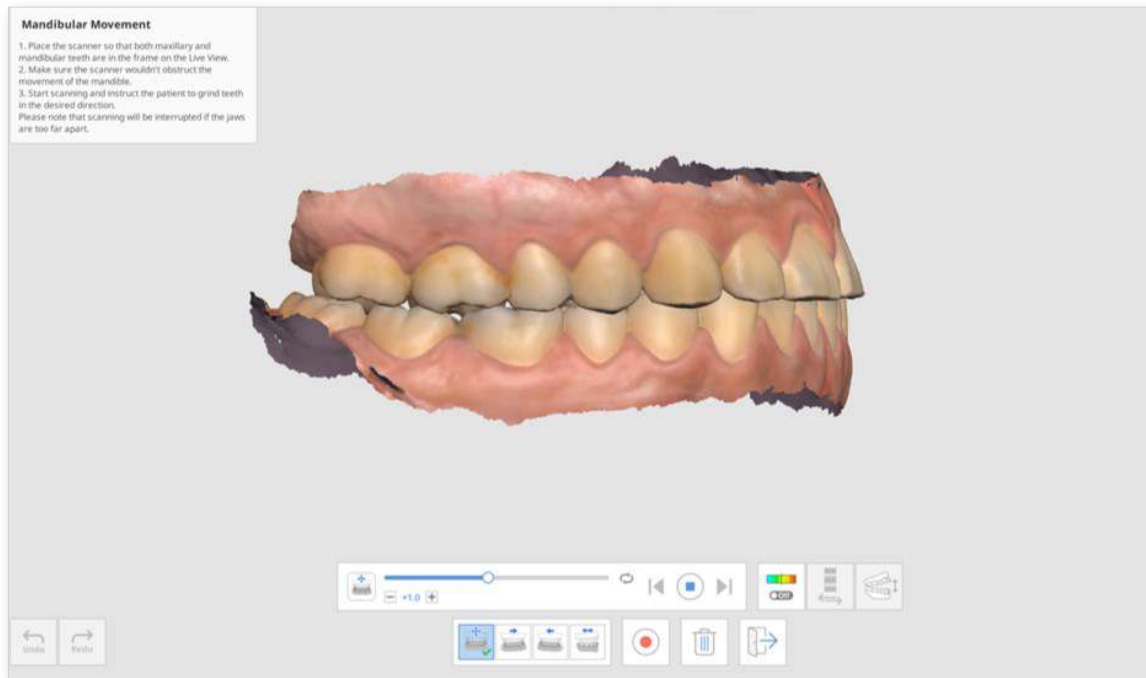 Mandibular Movement
1. Place the scanner so that both maxillary and
mandibular teeth are in the frame on the Live View.
2. Make sure the scanner wouldn't obstruct the
movement of the mandible.
3. Start scanning and instruct the patient to grind teeth
in the desired direction.
Please note that scanning will be interrupted if the jaws
are too far apart.
×1.0
Off
Undo
Redo